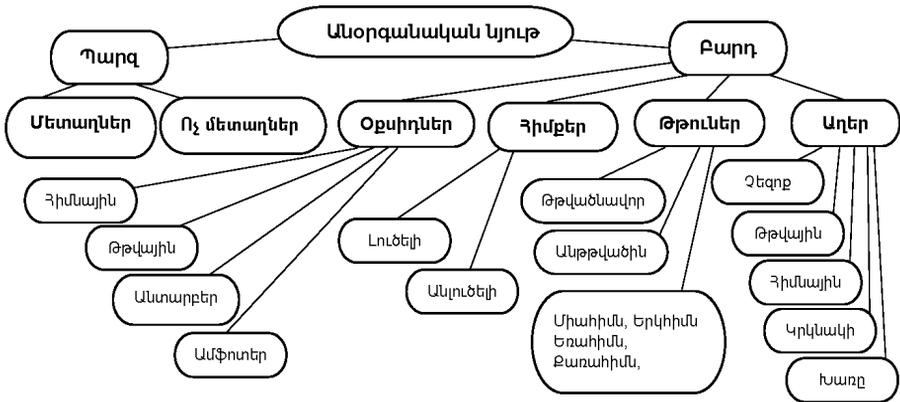 Անօրգանական նյութ
Պարզ
Բարդ
Մետաղներ
Ոչ մետաղներ
Օքսիդներ
Հիմքեր
Թթուներ
Աղեր
Հիմնային
Թթվային
Անտարբեր
Ամֆոտեր
Լուծելի
Անլուծելի
Թթվածնավոր
Անթթվածին
Միահիմն, Երկհիմն
Եռահիմն,
Քառահիմն,
Չեզոք
Թթվային
Հիմնային
Կրկնակի
Խառը